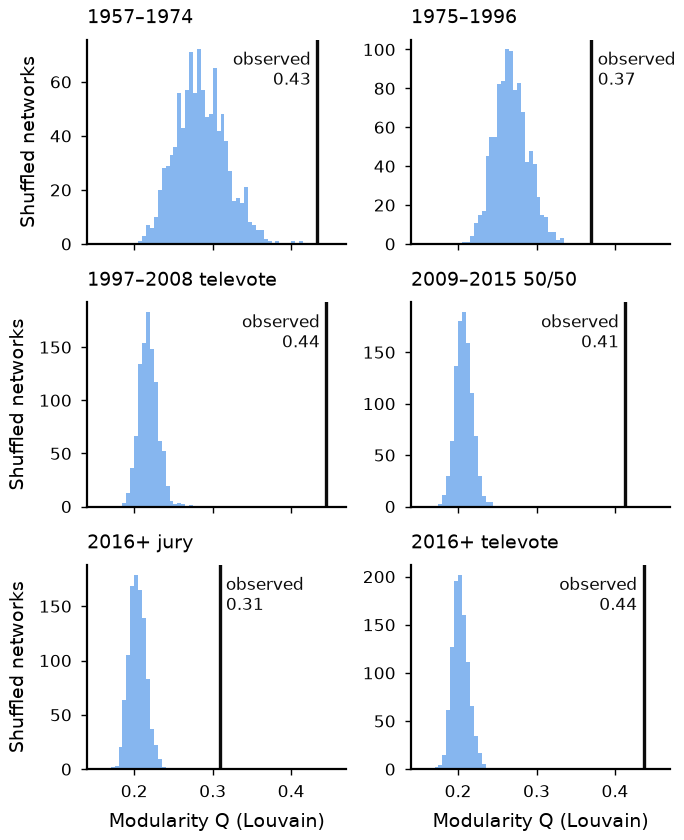 1957–1974
Shuffled networks
60
40
20
0
observed
0.43
1975–1996
100
80
60
40
20
0
observed
0.37
1997–2008 televote
Shuffled networks
150
100
50
0
observed
0.44
2009–2015 50/50
150
100
50
0
observed
0.41
2016+ jury
Shuffled networks
150
100
50
0
observed
0.31
0.2 0.3 0.4
Modularity Q (Louvain)
2016+ televote
200
150
100
50
0
observed
0.44
0.2 0.3 0.4
Modularity Q (Louvain)